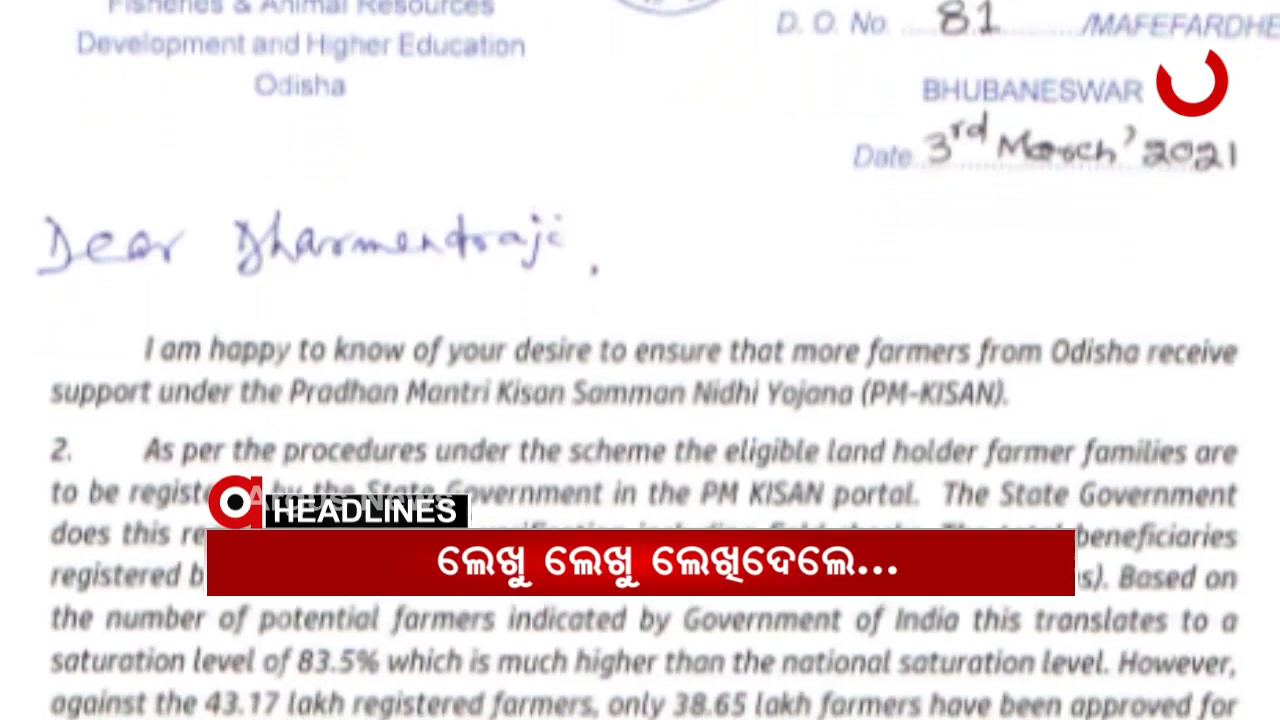 Fisheries & Animal Resources
Development and Higher Education
Odisha
D. O. No. 81 /MAFEFARDHE
BHUBANESWAR
Date 3rd March' 2021
Dear Dharmendraji,
I am happy to know of your desire to ensure that more farmers from Odisha receive
support under the Pradhan Mantri Kisan Samman Nidhi Yojana (PM-KISAN).
2. As per the procedures under the scheme the eligible land holder farmer families are
to be registe by the State Government in the PM KISAN portal. The State Government
does this re beneficiaries
registered b s). Based on
the number of potential farmers indicated by Government of India this translates to a
saturation level of 83.5% which is much higher than the national saturation level. However,
against the 43.17 lakh registered farmers, only 38.65 lakh farmers have been approved for
Argus News
HEADLINES
ଲେଖୁ ଲେଖୁ ଲେଖିଦେଲେ...